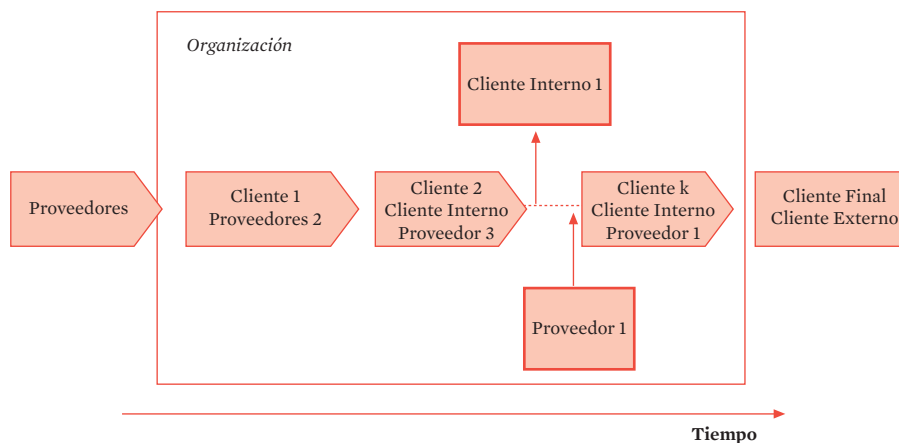 Organización
Cliente Interno 1
Proveedores
Cliente 1
Proveedores 2
Cliente 2
Cliente Interno
Proveedor 3
Cliente k
Cliente Interno
Proveedor 1
Cliente Final
Cliente Externo
Proveedor 1
Tiempo